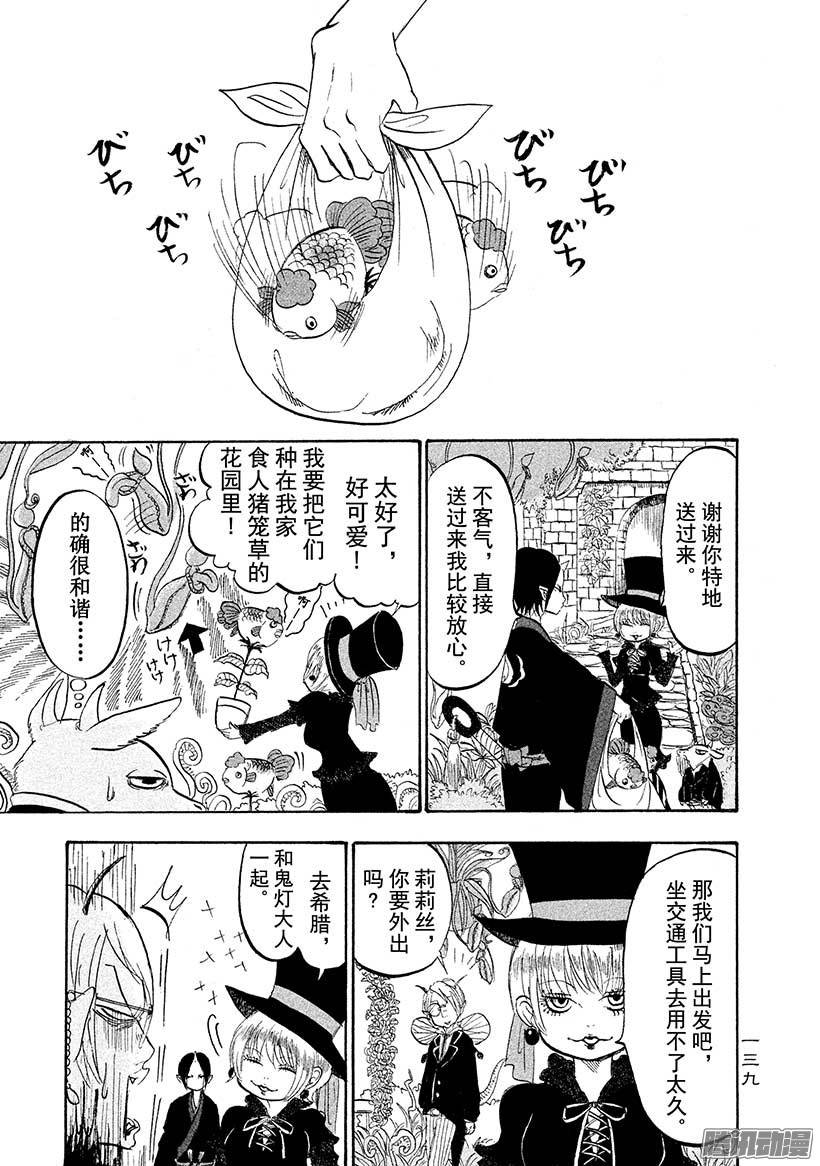 びち
びち
びち
びち
びち
びち
谢谢你特地
送过来。
不客气，直接
送过来我比较放心。
太好了，
好可爱！
我要把它们
种在我家
食人猪笼草的
花园里！
ざわ
ざわ
けけ
けけ
的确很和谐
……
那我们马上出发吧，
坐交通工具去用不了太久。
莉莉丝，
你要外出
吗？
去希腊，
和鬼灯大人
一起。
一三九
腾讯动漫